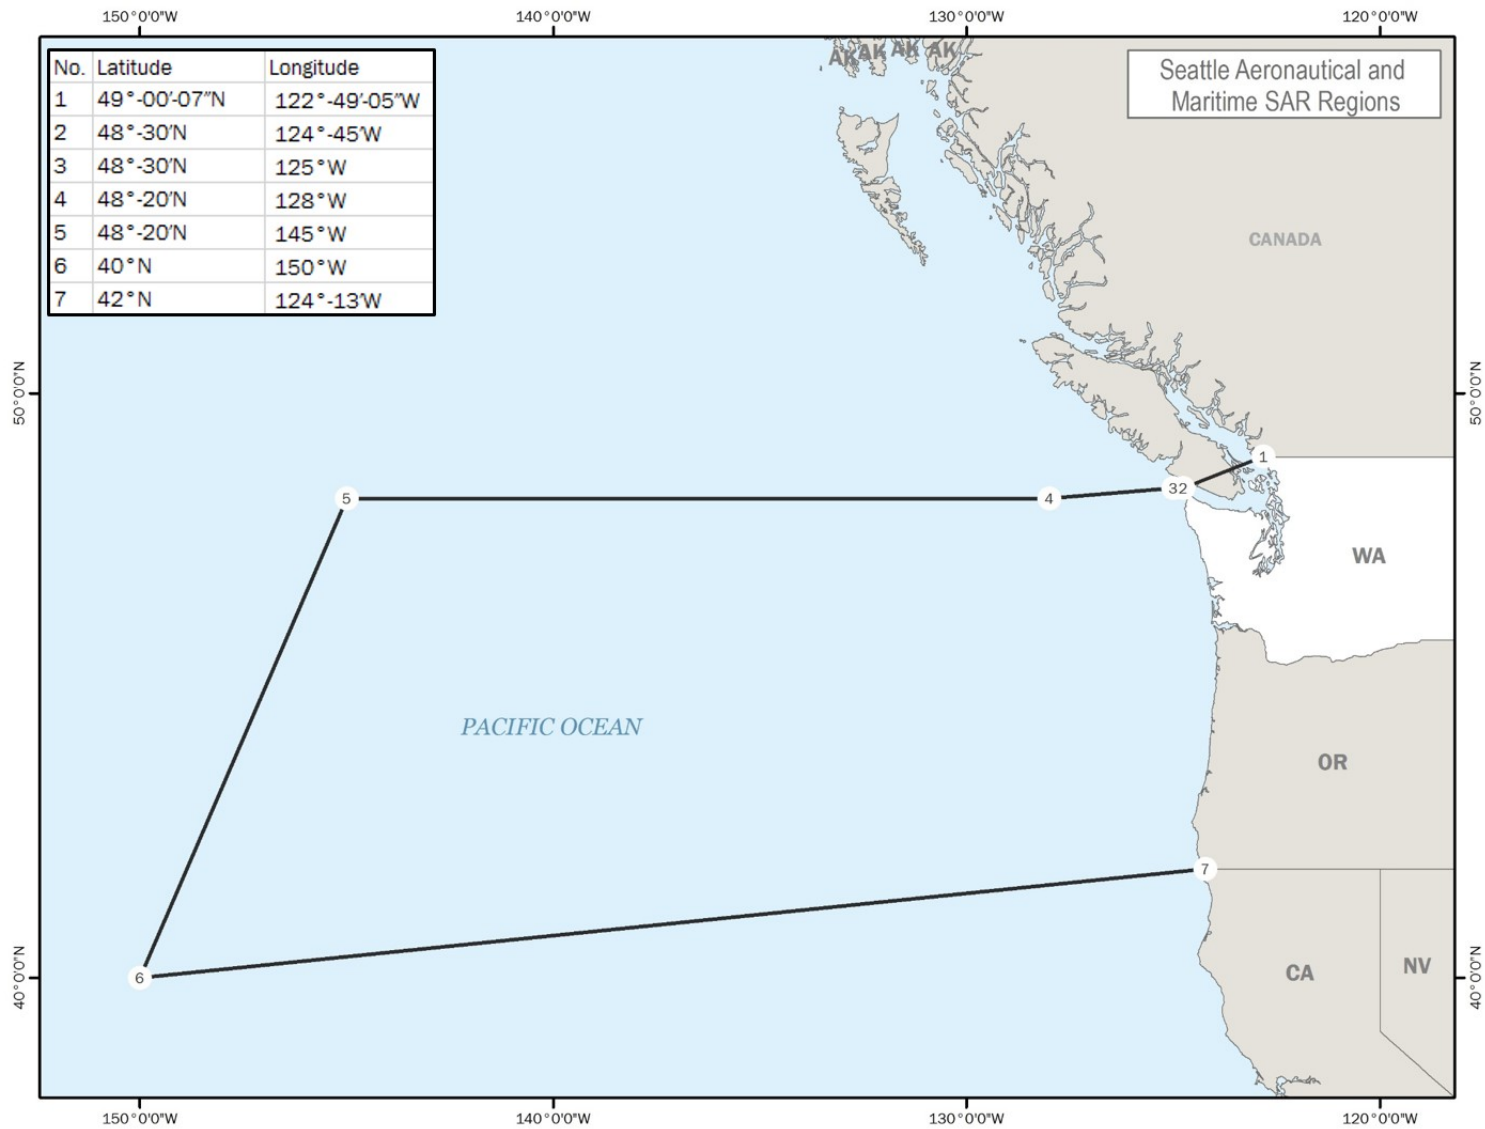 150°0'0"W 140°0'0"W 130°0'0"W 120°0'0"W
No. Latitude Longitude
1 49°-00'-07"N 122°-49'-05"W
2 48°-30'N 124°-45'W
3 48°-30'N 125°W
4 48°-20'N 128°W
5 48°-20'N 145°W
6 40°N 150°W
7 42°N 124°-13'W
AK AK AK AK
Seattle Aeronautical and
Maritime SAR Regions
CANADA
50°0'0"N 50°0'0"N
1
5 4 32
WA
PACIFIC OCEAN
OR
7
CA NV
6
40°0'0"N 40°0'0"N
150°0'0"W 140°0'0"W 130°0'0"W 120°0'0"W